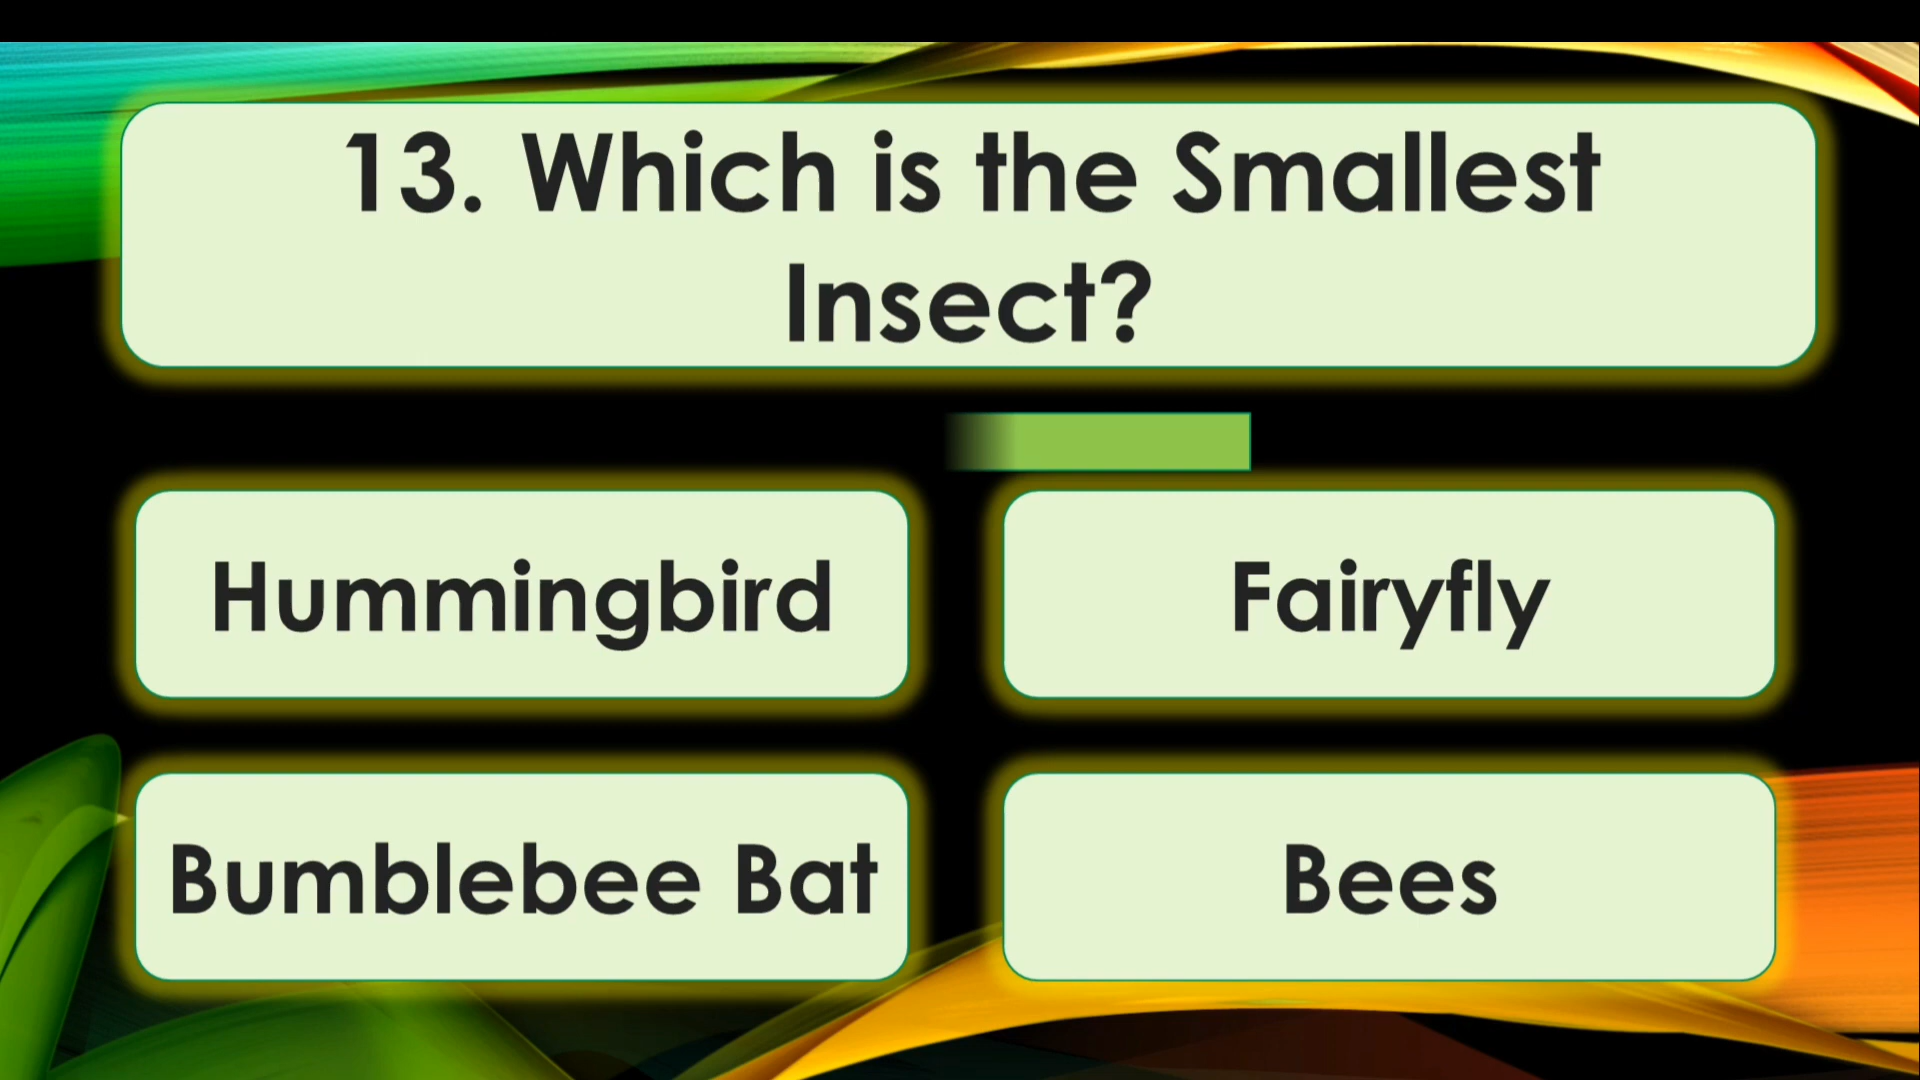 13. Which is the Smallest
Insect?
Hummingbird
Fairyfly
Bumblebee Bat
Bees